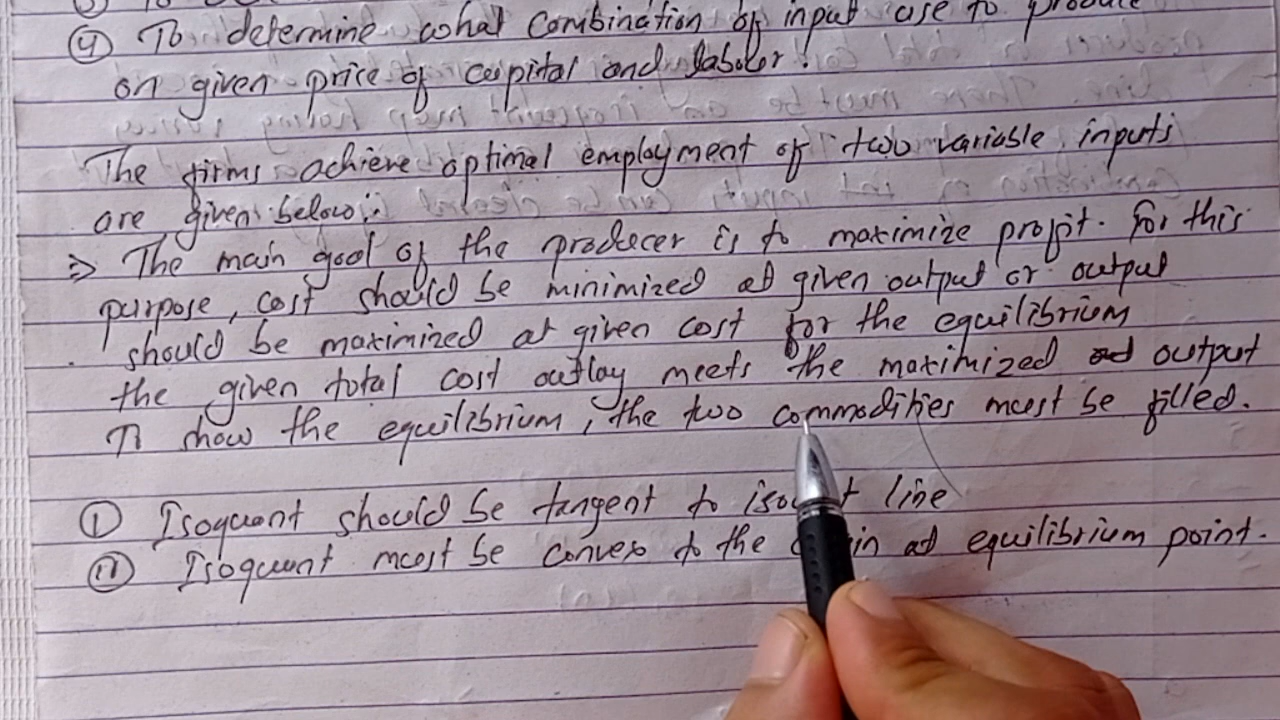 ④ To determine what combination of input use to produce
on given price of capital and labour!
The firms achieve optimal employment of two variable inputs
are given below:
⇒ The main goal of the producer is to maximize profit. For this
purpose, cost should be minimized at given output or output
should be maximized at given cost for the equilibrium
the given total cost outlay meets the maximized output
To show the equilibrium, the two commodities must be filled.
① Isoquant should be tangent to line
② Isoquant must be convex to the at equilibrium point.